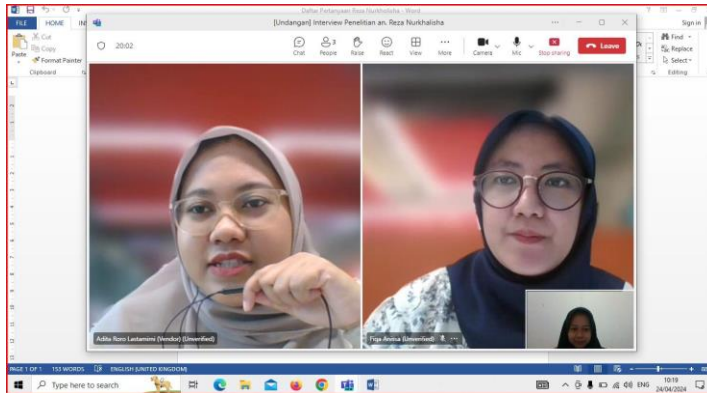 Daftar Pertanyaan Reza Nurkhalisha - Word
FILE
HOME
Sign in
[Undangan] Interview Penelitian an. Reza Nurkhalisha
Cut
Copy
Paste
Format Painter
Clipboard
Find
Replace
Select
Editing
20:02
Chat
People
3
Raise
React
View
More
Camera
Mic
Stop sharing
Leave
Adita Roro Lestamimi (Vendor) (Unverified)
(Unverified)
PAGE 1 OF 1
153 WORDS
ENGLISH (UNITED KINGDOM)
Type here to search
ENG
10:19
24/04/2024